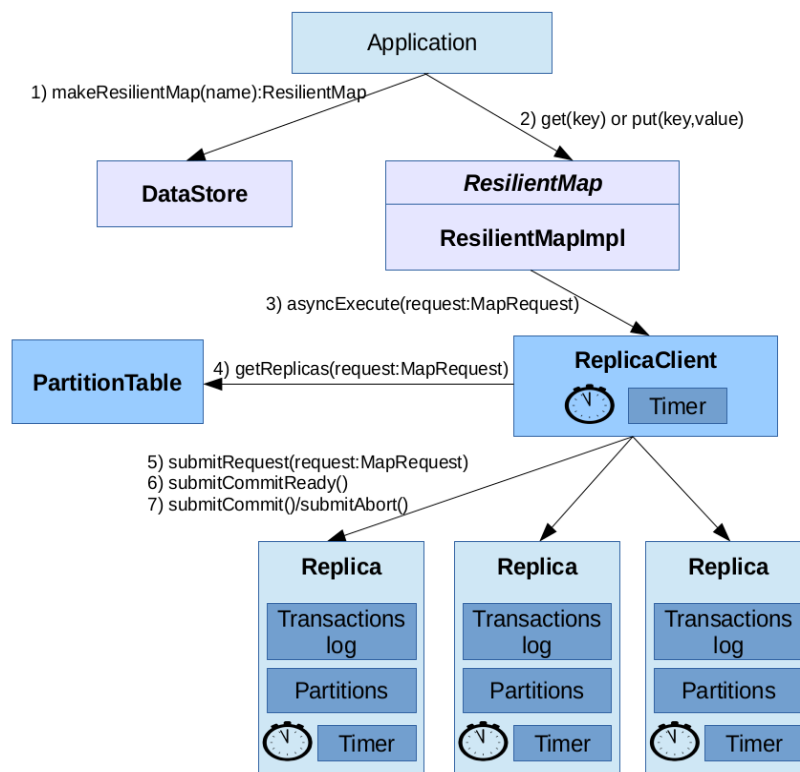 Application
1) makeResilientMap(name):ResilientMap
2) get(key) or put(key,value)
DataStore
ResilientMap
ResilientMapImpl
3) asyncExecute(request:MapRequest)
PartitionTable
4) getReplicas(request:MapRequest)
ReplicaClient
Timer
5) submitRequest(request:MapRequest)
6) submitCommitReady()
7) submitCommit()/submitAbort()
Replica
Transactions
log
Partitions
Timer
Replica
Transactions
log
Partitions
Timer
Replica
Transactions
log
Partitions
Timer